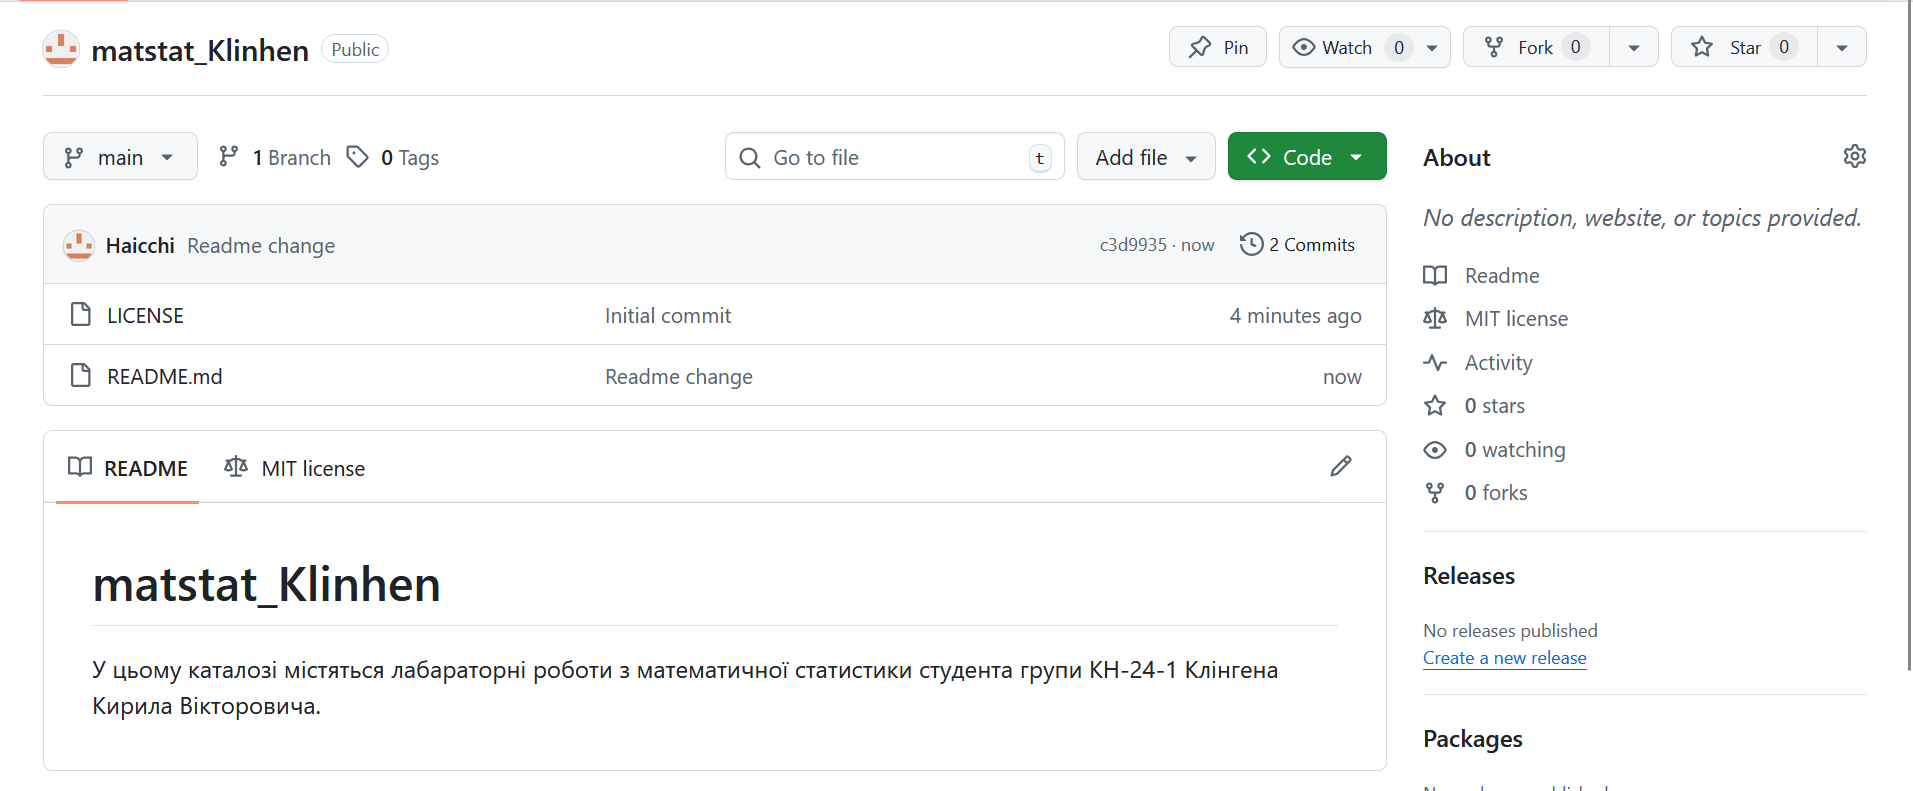 matstat_Klinhen Public
Pin
Watch 0
Fork 0
Star 0
main
1 Branch
0 Tags
Go to file t
Add file
Code
Haicchi Readme change c3d9935 · now 2 Commits
LICENSE Initial commit 4 minutes ago
README.md Readme change now
README MIT license
matstat_Klinhen
У цьому каталозі містяться лабараторні роботи з математичної статистики студента групи КН-24-1 Клінгена
Кирила Вікторовича.
About
No description, website, or topics provided.
Readme
MIT license
Activity
0 stars
0 watching
0 forks
Releases
No releases published
Create a new release
Packages